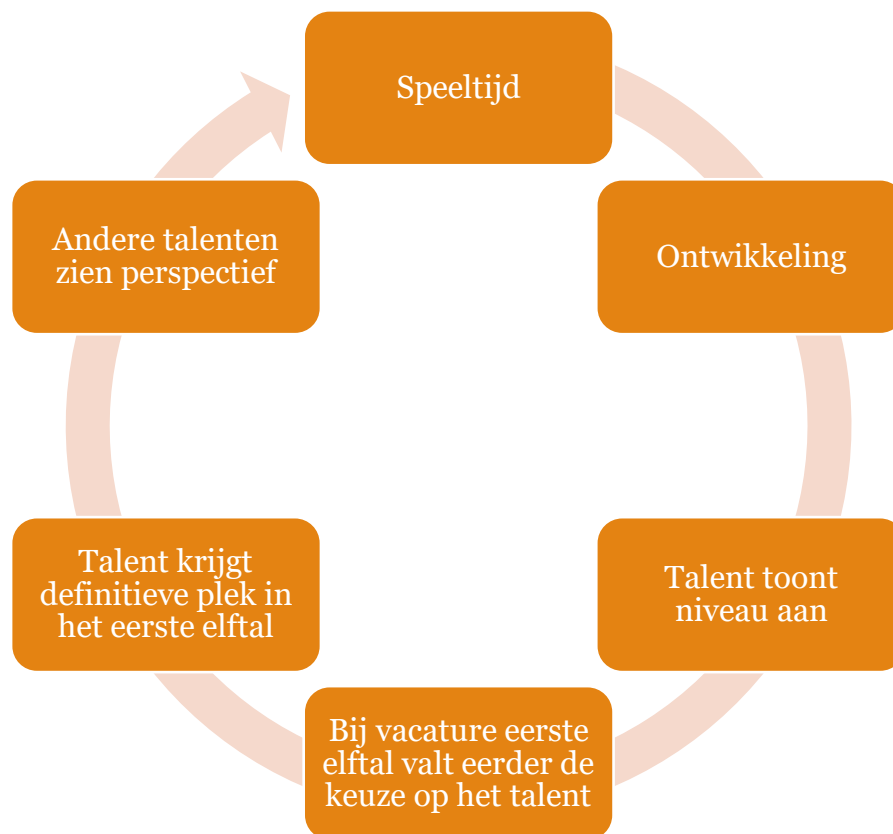 Speeltijd
Ontwikkeling
Talent toont
niveau aan
Bij vacature eerste
elftal valt eerder de
keuze op het talent
Talent krijgt
definitieve plek in
het eerste elftal
Andere talenten
zien perspectief